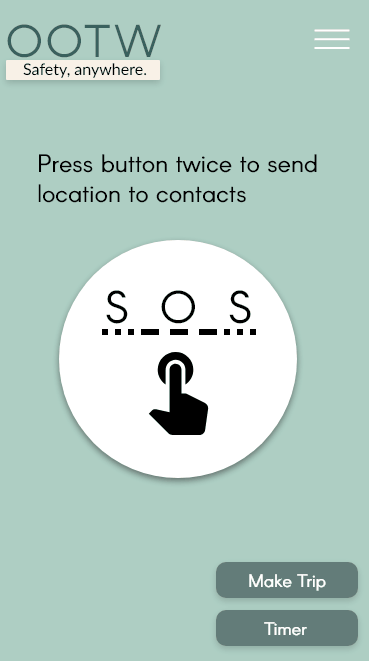 OOTW
Safety, anywhere.
Press button twice to send
location to contacts
S O S
Make Trip
Timer